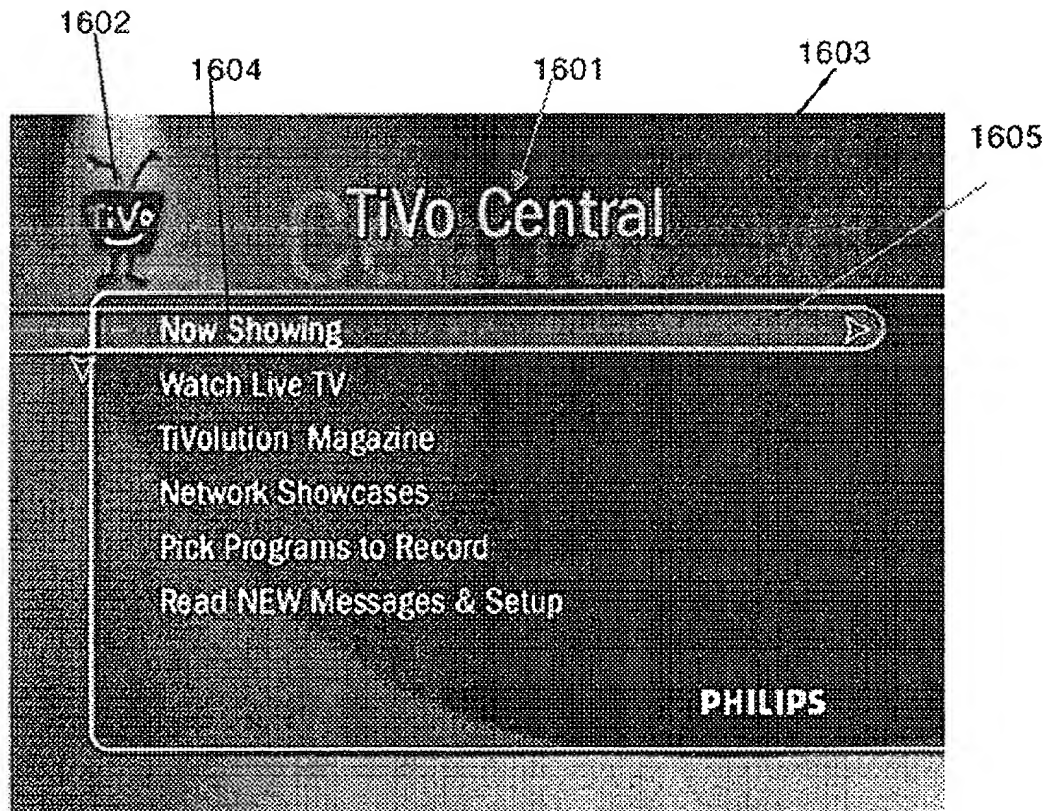 1602
1604
1601
1603
1605
TiVo
TiVo Central
Now Showing
Watch Live TV
TiVolution Magazine
Network Showcases
Pick Programs to Record
Read NEW Messages & Setup
PHILIPS